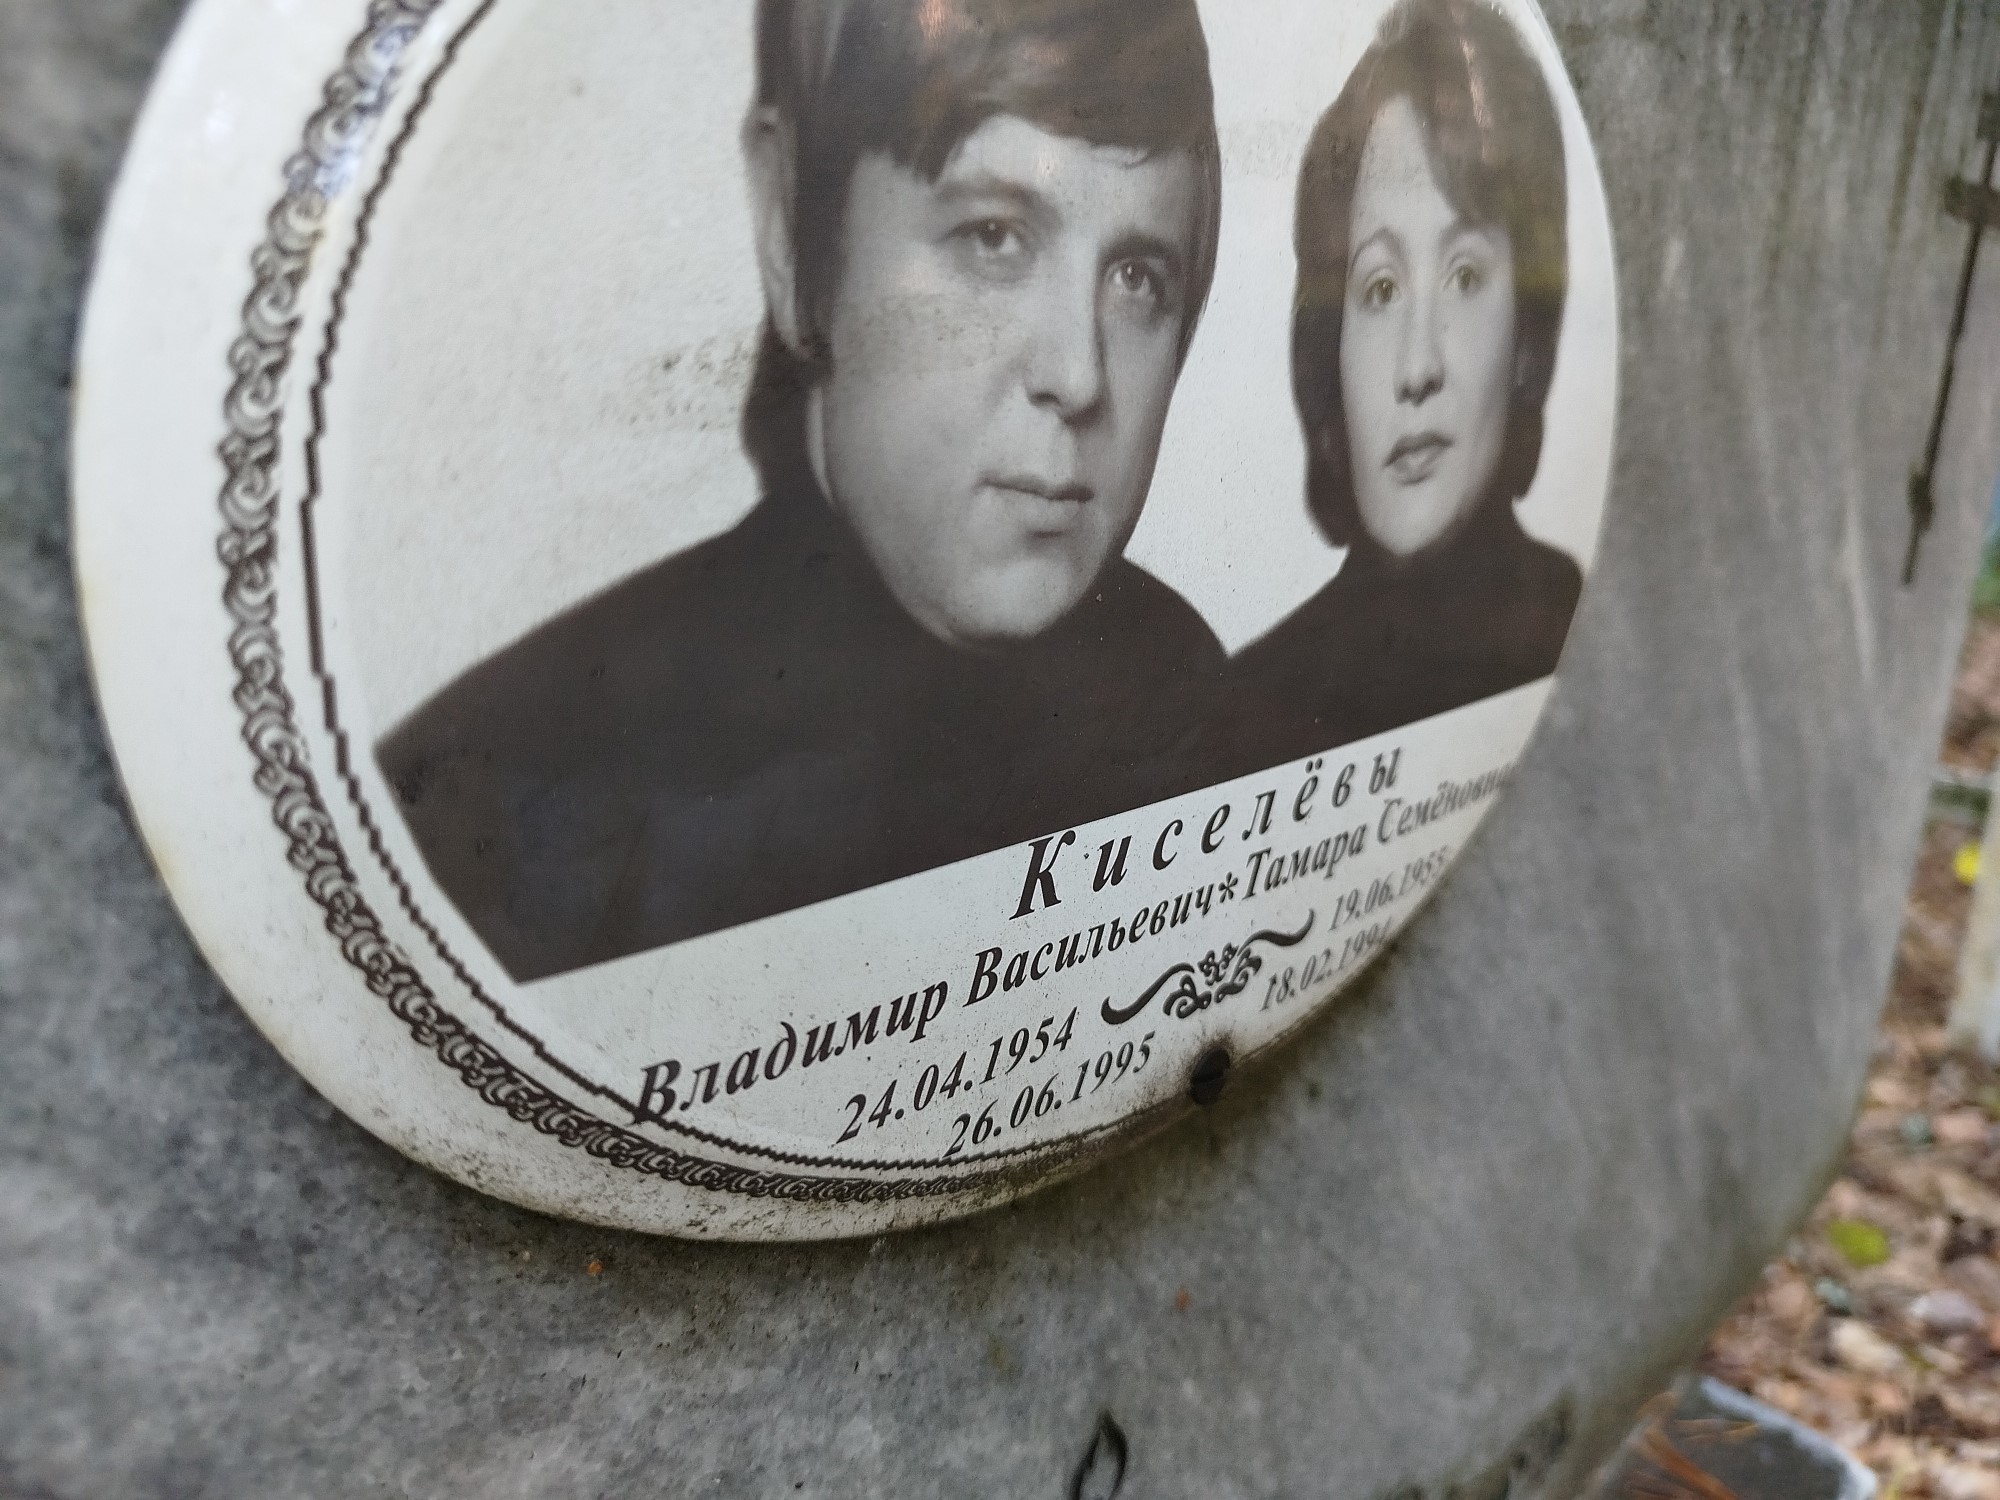 Киселёвы
Владимир Васильевич*Тамара Семёновна
24.04.1954 19.06.1955
26.06.1995 18.02.1994